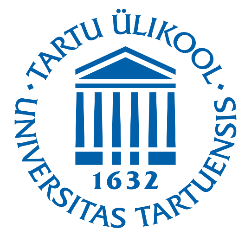 · TARTU ÜLIKOOL ·
UNIVERSITAS TARTUENSIS
1632